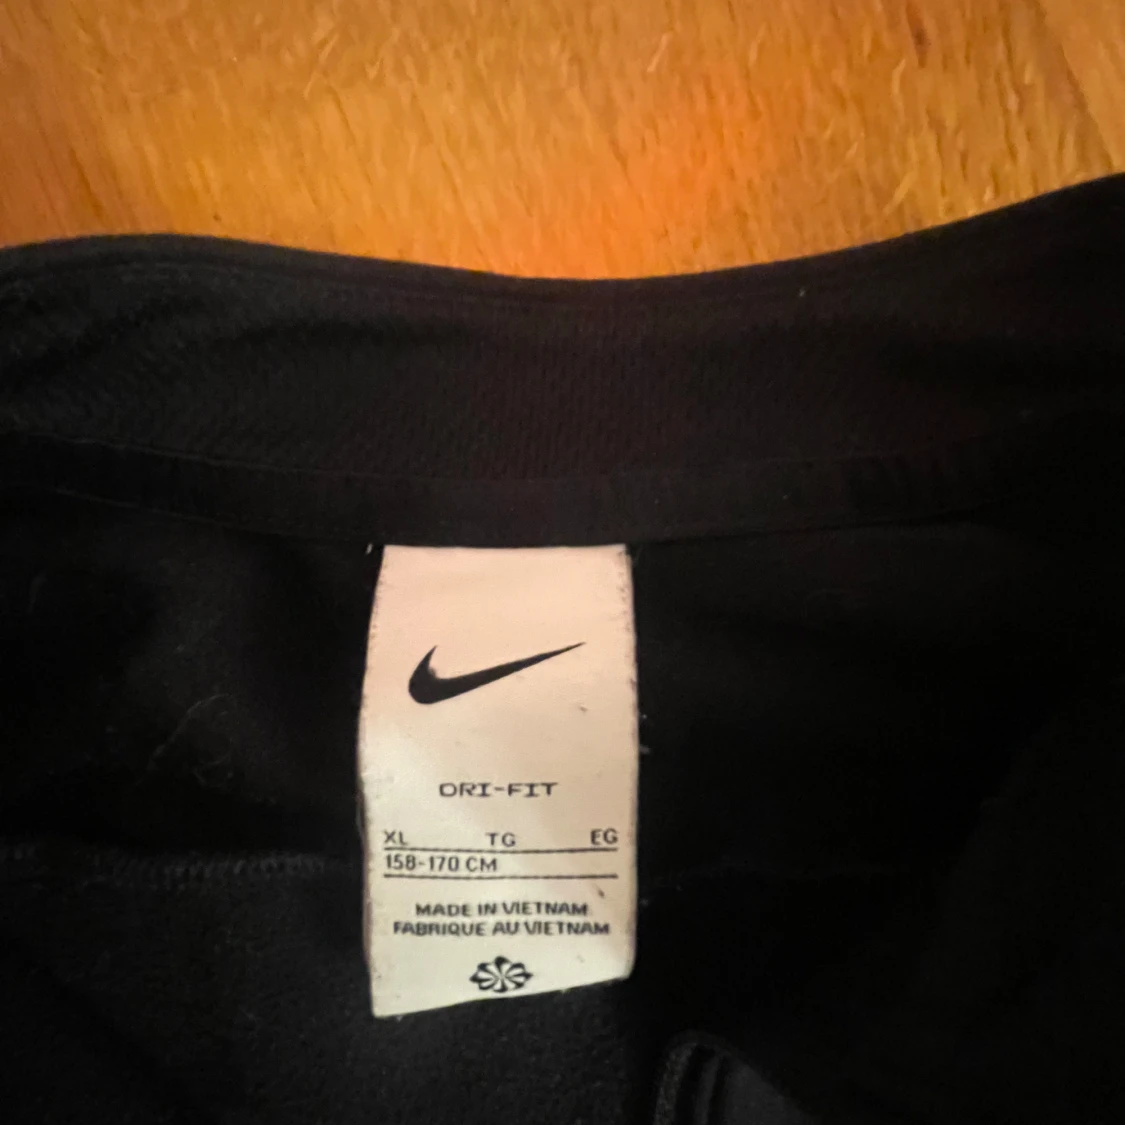 DRI-FIT
XL TG EG
158-170 CM
MADE IN VIETNAM
FABRIQUE AU VIETNAM